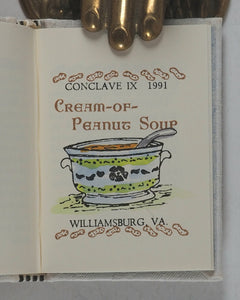 CONCLAVE IX 1991
CREAM-OF-
PEANUT SOUP
WILLIAMSBURG, VA.